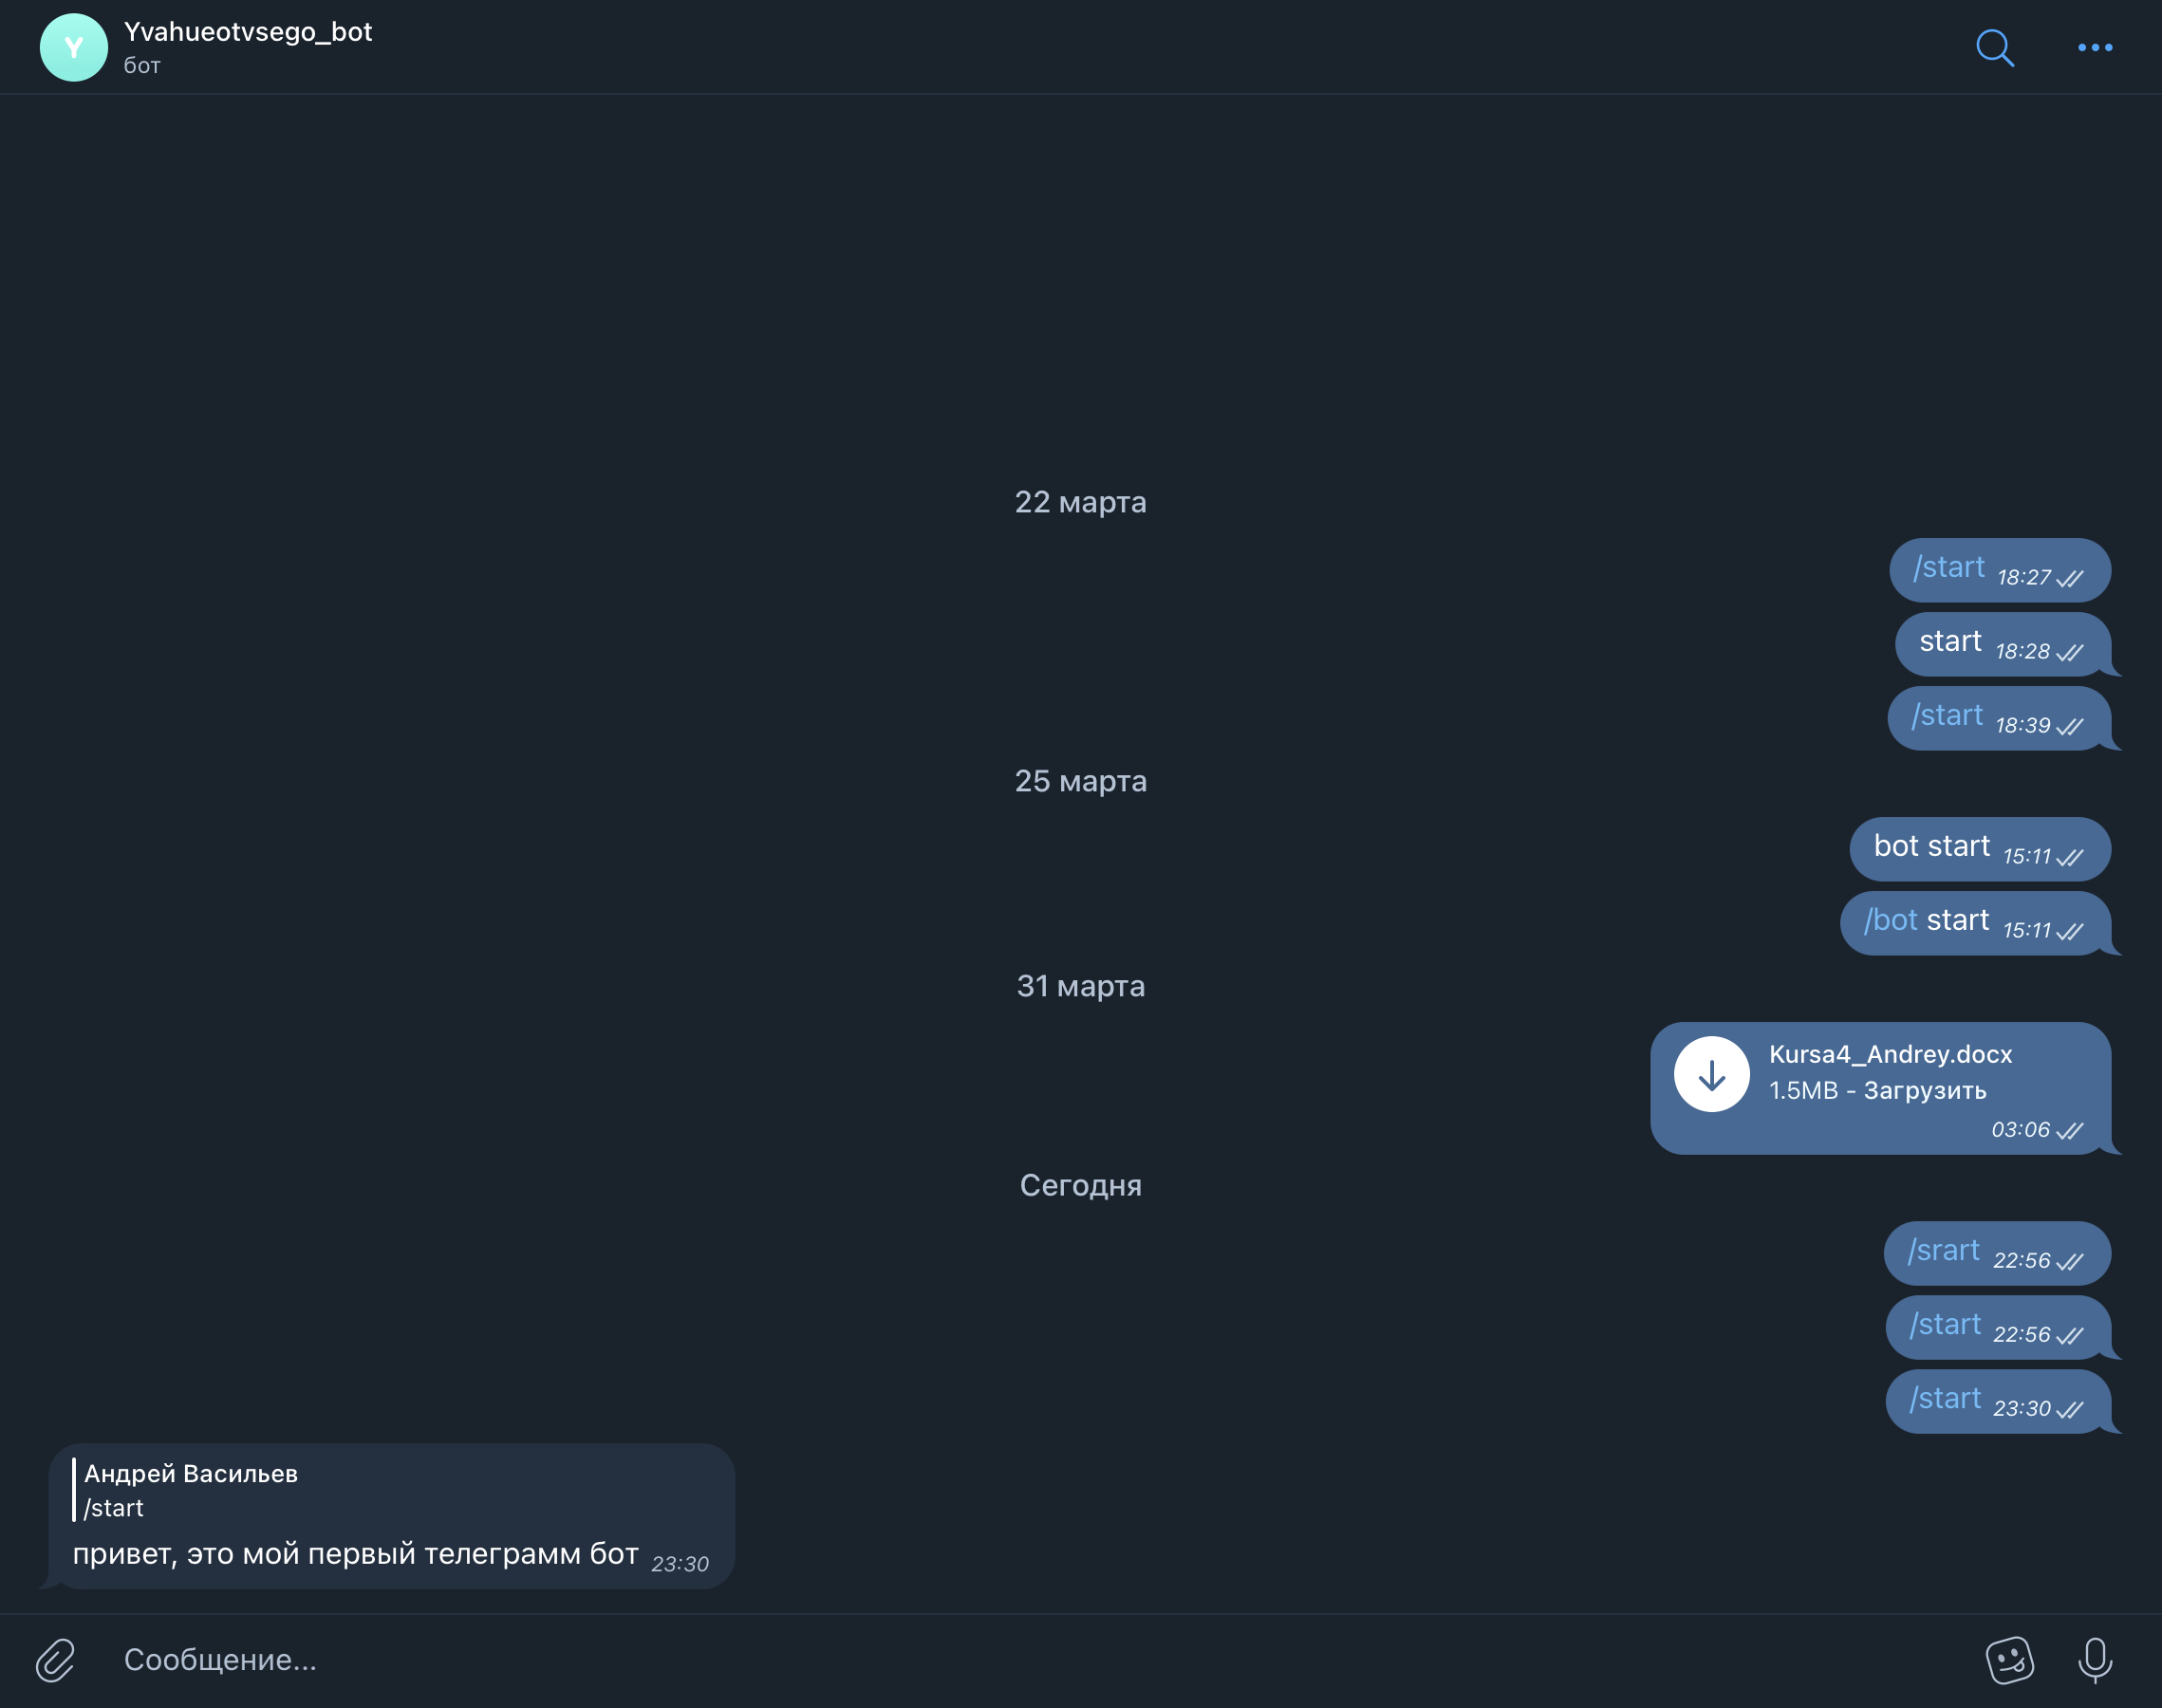 Y
Yvahueotvsego_bot
бот
22 марта
/start 18:27
start 18:28
/start 18:39
25 марта
bot start 15:11
/bot start 15:11
31 марта
Kursa4_Andrey.docx
1.5MB - Загрузить
03:06
Сегодня
/srart 22:56
/start 22:56
/start 23:30
Андрей Васильев
/start
привет, это мой первый телеграмм бот 23:30
Сообщение...